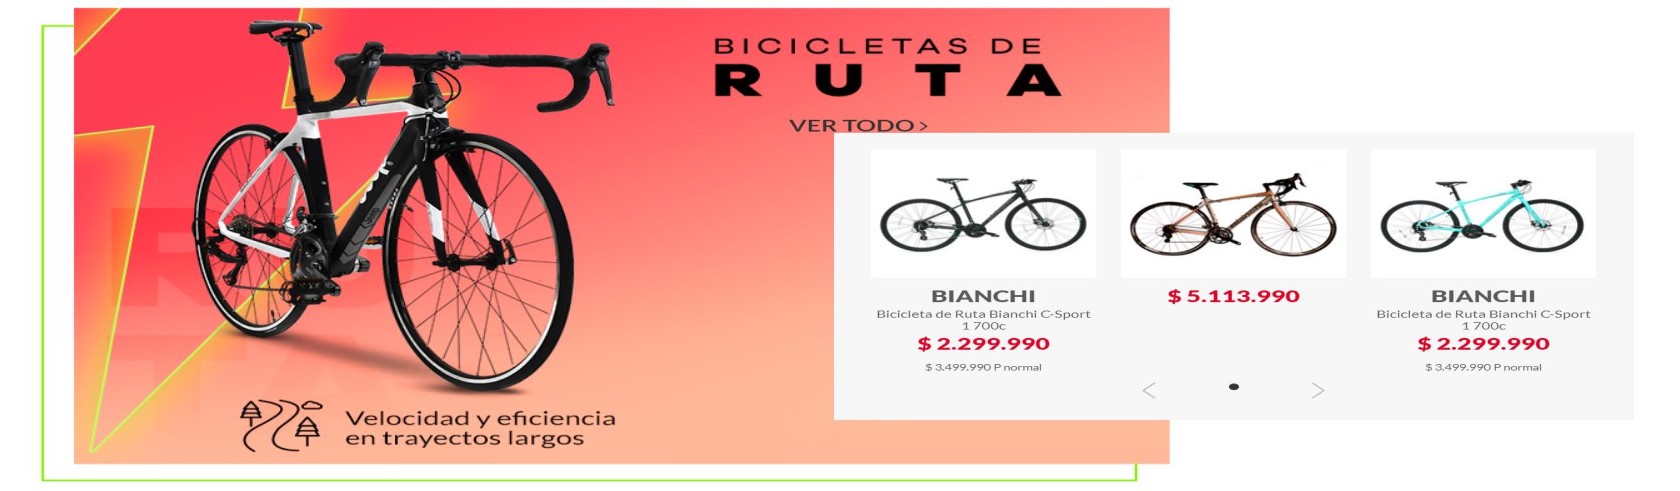 BICICLETAS DE
RUTA
VER TODO >
Velocidad y eficiencia
en trayectos largos
BIANCHI
Bicicleta de Ruta Bianchi C-Sport
1 700c
$ 2.299.990
$ 3.499.990 P normal
$ 5.113.990
BIANCHI
Bicicleta de Ruta Bianchi C-Sport
1 700c
$ 2.299.990
$ 3.499.990 P normal